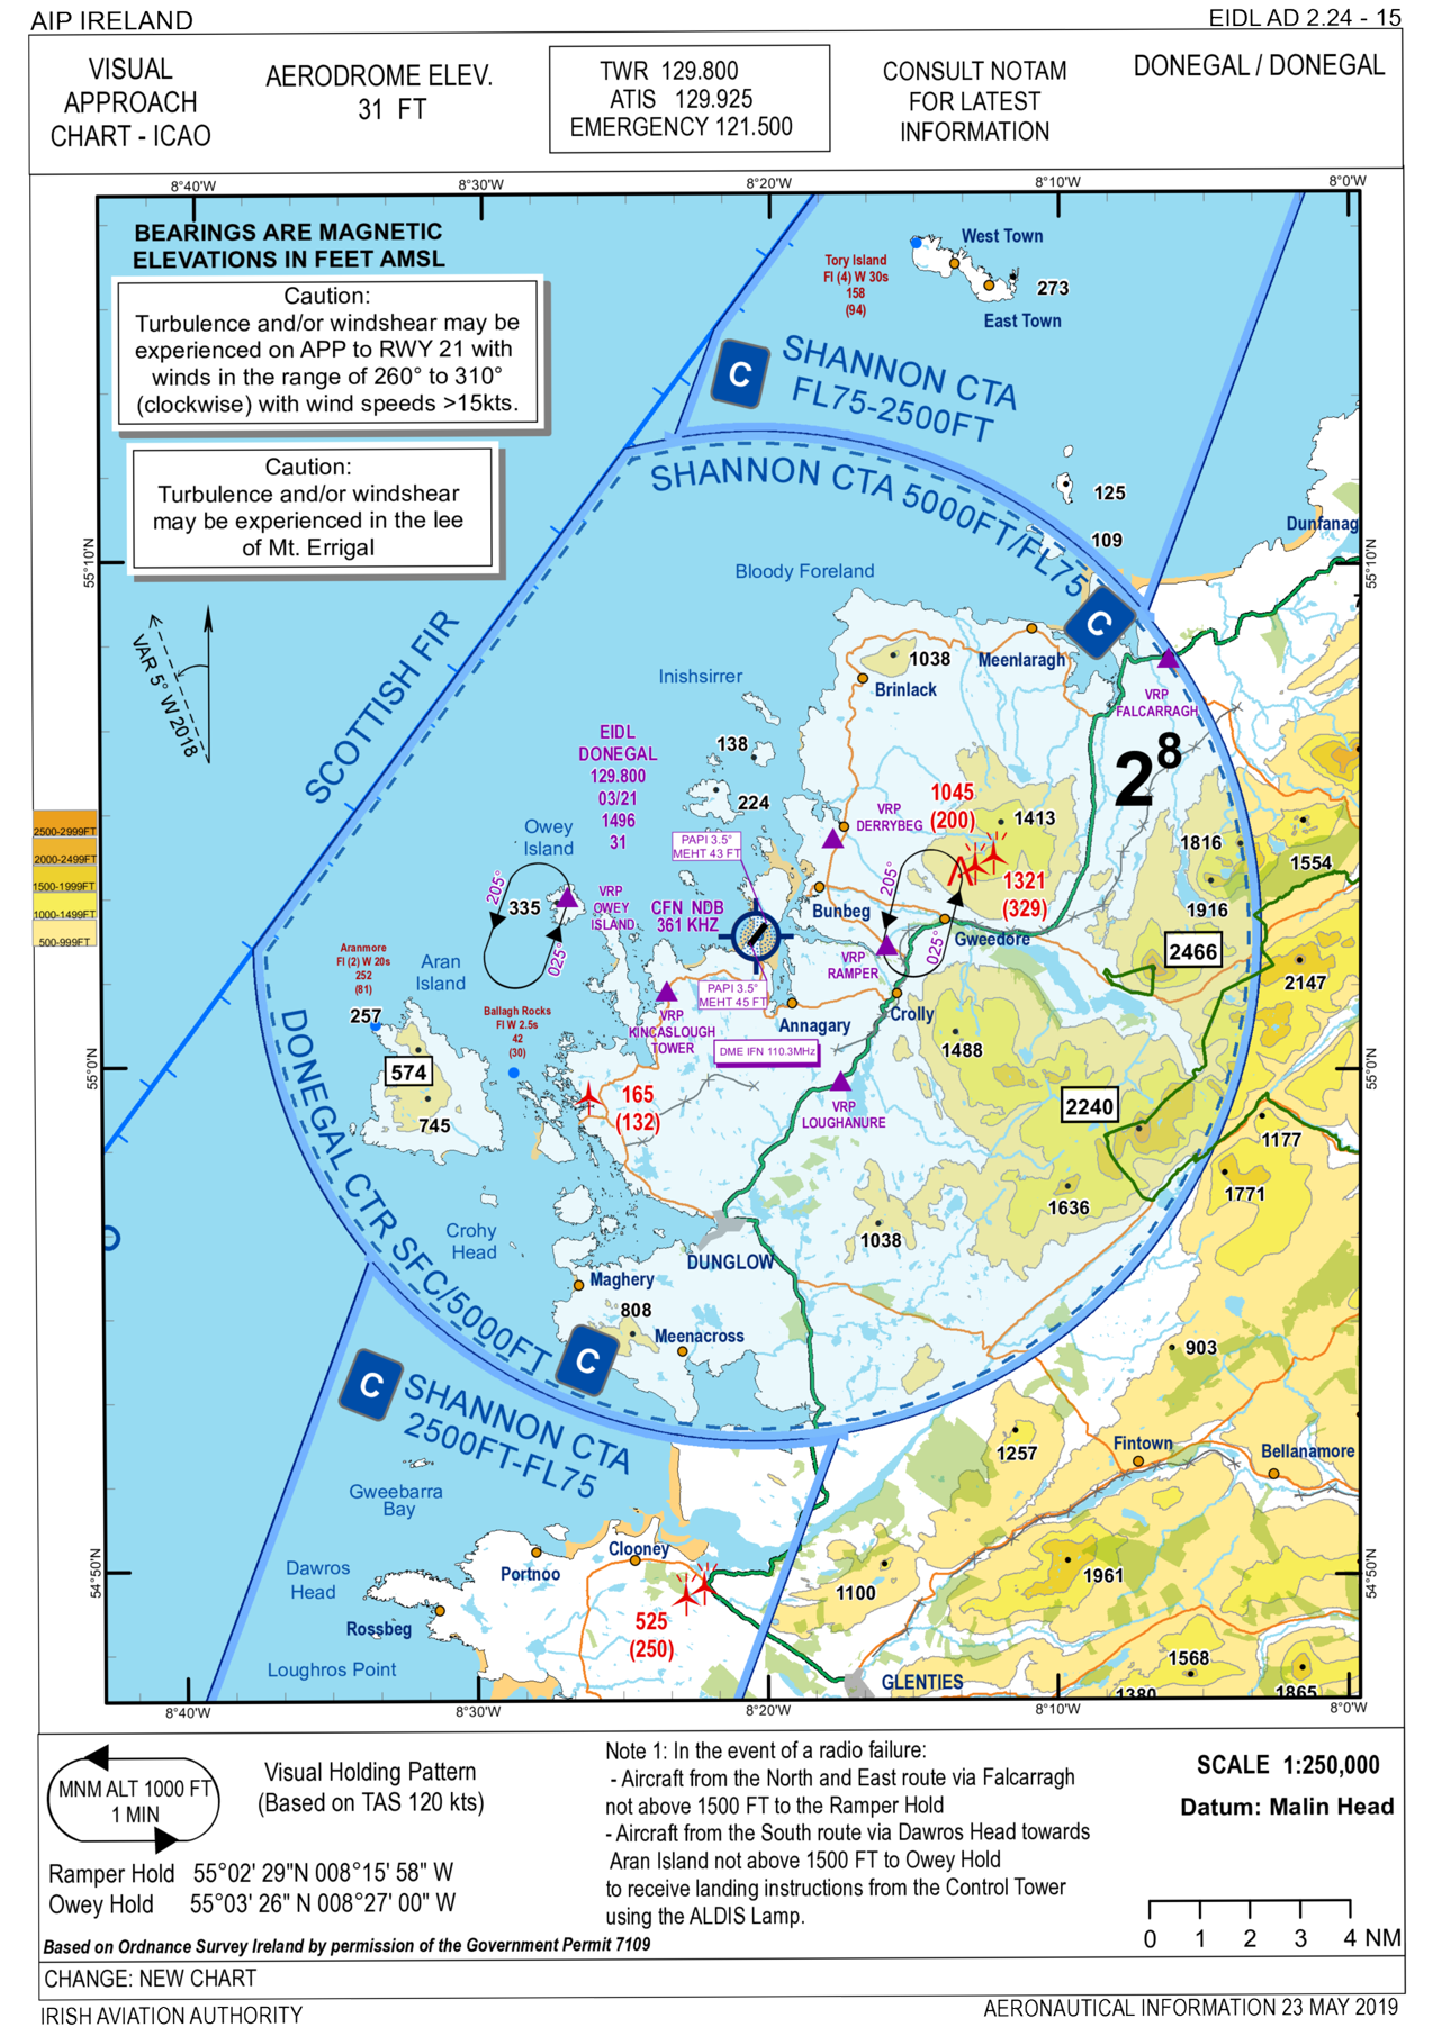 AIP IRELAND
EIDL AD 2.24 - 15
VISUAL
APPROACH
CHART - ICAO
AERODROME ELEV.
31 FT
TWR 129.800
ATIS 129.925
EMERGENCY 121.500
CONSULT NOTAM
FOR LATEST
INFORMATION
DONEGAL / DONEGAL
8°40'W
8°30'W
8°20'W
8°10'W
8°0'W
BEARINGS ARE MAGNETIC
ELEVATIONS IN FEET AMSL
Caution:
Turbulence and/or windshear may be
experienced on APP to RWY 21 with
winds in the range of 260° to 310°
(clockwise) with wind speeds >15kts.
Caution:
Turbulence and/or windshear
may be experienced in the lee
of Mt. Errigal
West Town
Tory Island
Fl (4) W 30s
158
(94)
273
East Town
C
SHANNON CTA
FL75-2500FT
SHANNON CTA 5000FT/FL75
125
109
Dunfanag
55°10'N
55°10'N
Bloody Foreland
C
VAR 5° W 2018
SCOTTISH FIR
1038
Meenlaragh
Brinlack
Inishsirrer
VRP
FALCARRAGH
EIDL
DONEGAL
129.800
03/21
1496
31
138
224
2⁸
1045
(200)
1413
VRP
DERRYBEG
1816
1554
2500-2999FT
2000-2499FT
1500-1999FT
1000-1499FT
500-999FT
Owey
Island
PAPI 3.5°
MEHT 43 FT
205°
335
025°
VRP
OWEY
ISLAND
CFN NDB
361 KHZ
Bunbeg
205°
025°
1321
(329)
1916
Gweedore
2466
VRP
RAMPER
2147
Aranmore
Fl (2) W 20s
252
(81)
Aran
Island
257
Ballagh Rocks
Fl W 2.5s
42
(30)
PAPI 3.5°
MEHT 45 FT
VRP
KINCASLOUGH
TOWER
Annagary
Crolly
DME IFN 110.3MHz
1488
55°0'N
55°0'N
574
745
165
(132)
VRP
LOUGHANURE
2240
1177
1771
1636
1038
DONEGAL CTR SFC/5000FT
Crohy
Head
DUNGLOW
Maghery
808
Meenacross
903
C
C
SHANNON CTA
2500FT-FL75
1257
Fintown
Bellanamore
Gweebarra
Bay
Clooney
Portnoo
54°50'N
54°50'N
Dawros
Head
1100
1961
Rossbeg
525
(250)
Loughros Point
1568
GLENTIES
1380
1865
8°40'W
8°30'W
8°20'W
8°10'W
8°0'W
MNM ALT 1000 FT
1 MIN
Visual Holding Pattern
(Based on TAS 120 kts)
Ramper Hold 55°02' 29"N 008°15' 58" W
Owey Hold 55°03' 26" N 008°27' 00" W
Note 1: In the event of a radio failure:
- Aircraft from the North and East route via Falcarragh
not above 1500 FT to the Ramper Hold
- Aircraft from the South route via Dawros Head towards
Aran Island not above 1500 FT to Owey Hold
to receive landing instructions from the Control Tower
using the ALDIS Lamp.
SCALE 1:250,000
Datum: Malin Head
0 1 2 3 4 NM
Based on Ordnance Survey Ireland by permission of the Government Permit 7109
CHANGE: NEW CHART
IRISH AVIATION AUTHORITY
AERONAUTICAL INFORMATION 23 MAY 2019